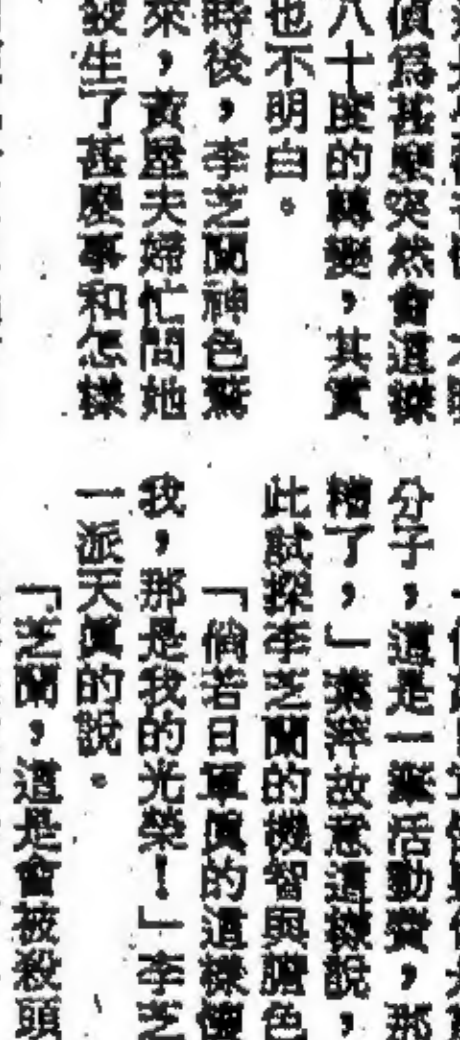 偵為甚麼突然會這樣
八十度的轉變，其實
也不明白。
時後，李芝蘭神色驚
來，黃屋夫婦忙問她
發生了甚麼事和怎樣
分子，這是一葉活動費，那
糟了，」葉洋故意這樣說，
此試探李芝蘭的機智與膽色
「倘若日軍真的這樣
我，那是我的光榮！」李芝
一派天真的說。
「芝蘭，這是會被殺頭